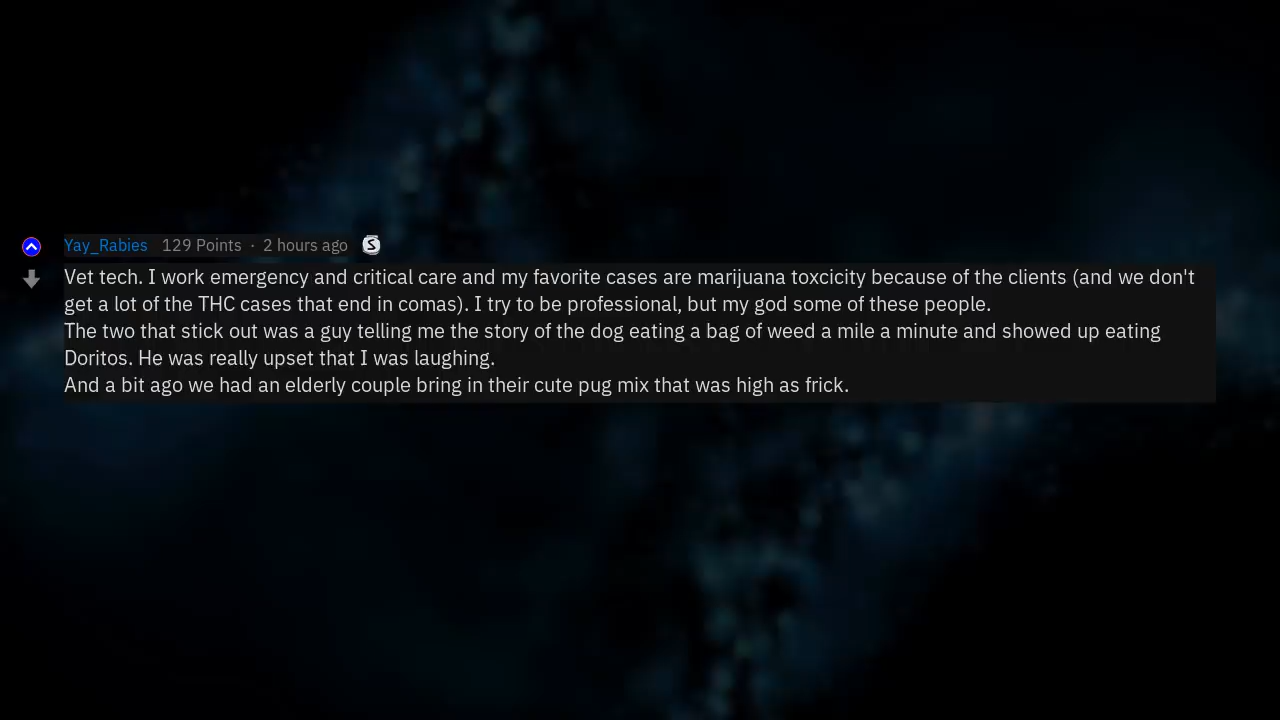 Yay_Rabies 129 Points · 2 hours ago
Vet tech. I work emergency and critical care and my favorite cases are marijuana toxcicity because of the clients (and we don't
get a lot of the THC cases that end in comas). I try to be professional, but my god some of these people.
The two that stick out was a guy telling me the story of the dog eating a bag of weed a mile a minute and showed up eating
Doritos. He was really upset that I was laughing.
And a bit ago we had an elderly couple bring in their cute pug mix that was high as frick.